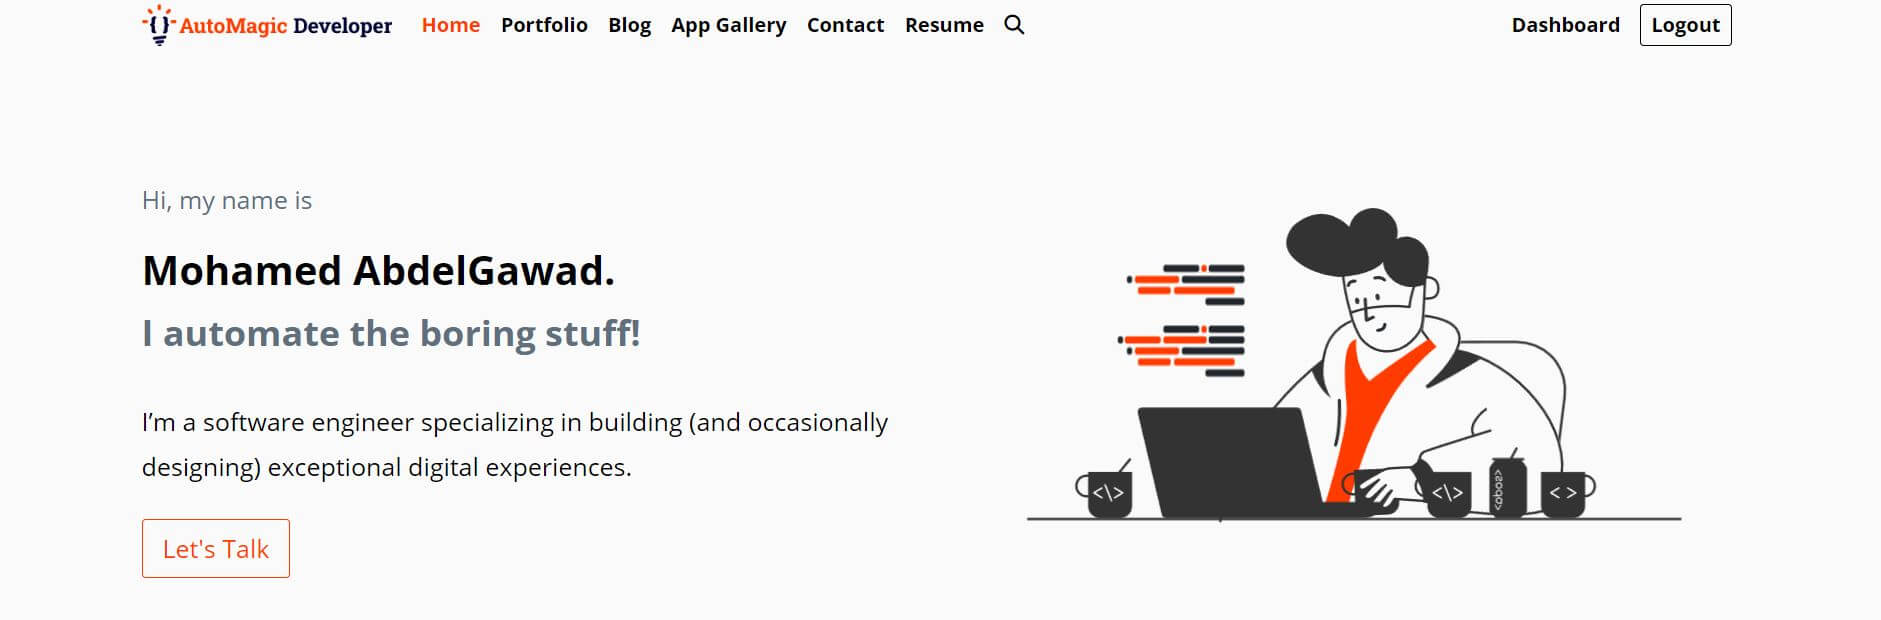 AutoMagic Developer Home Portfolio Blog App Gallery Contact Resume Dashboard Logout
Hi, my name is
Mohamed AbdelGawad.
I automate the boring stuff!
I’m a software engineer specializing in building (and occasionally
designing) exceptional digital experiences.
Let's Talk
<\> <\> <>